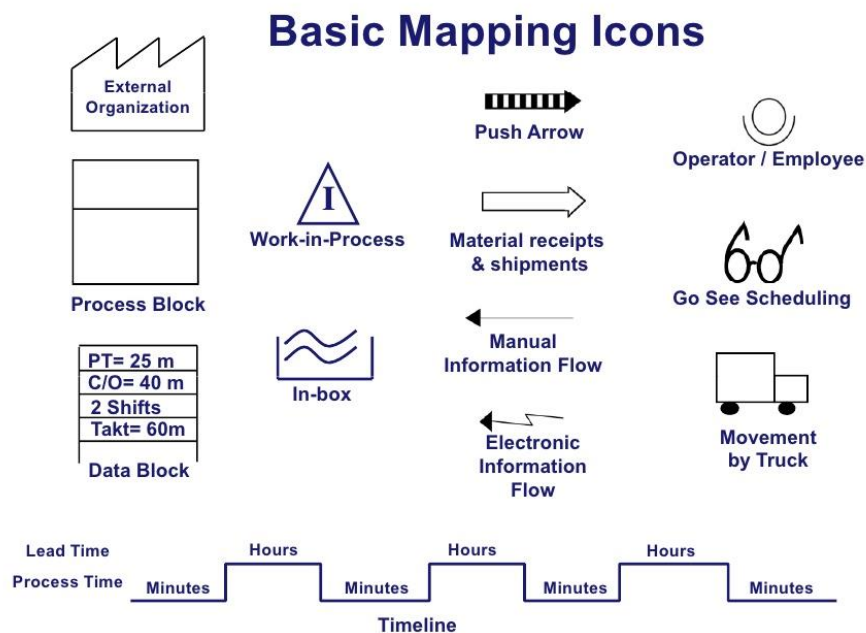 Basic Mapping Icons
External
Organization
Process Block
PT= 25 m
C/O= 40 m
2 Shifts
Takt= 60m
Data Block
I
Work-in-Process
In-box
Push Arrow
Material receipts
& shipments
Manual
Information Flow
Electronic
Information
Flow
Operator / Employee
Go See Scheduling
Movement
by Truck
Lead Time
Hours
Hours
Hours
Process Time
Minutes
Minutes
Minutes
Minutes
Timeline